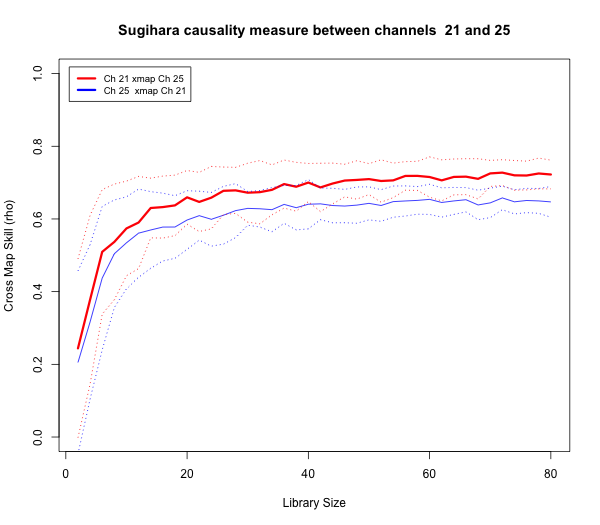 Sugihara causality measure between channels  21 and 25
Ch 21 xmap Ch 25
Ch 25  xmap Ch 21
1.0
0.8
0.6
0.4
0.2
0.0
Cross Map Skill (rho)
0 20 40 60 80
Library Size